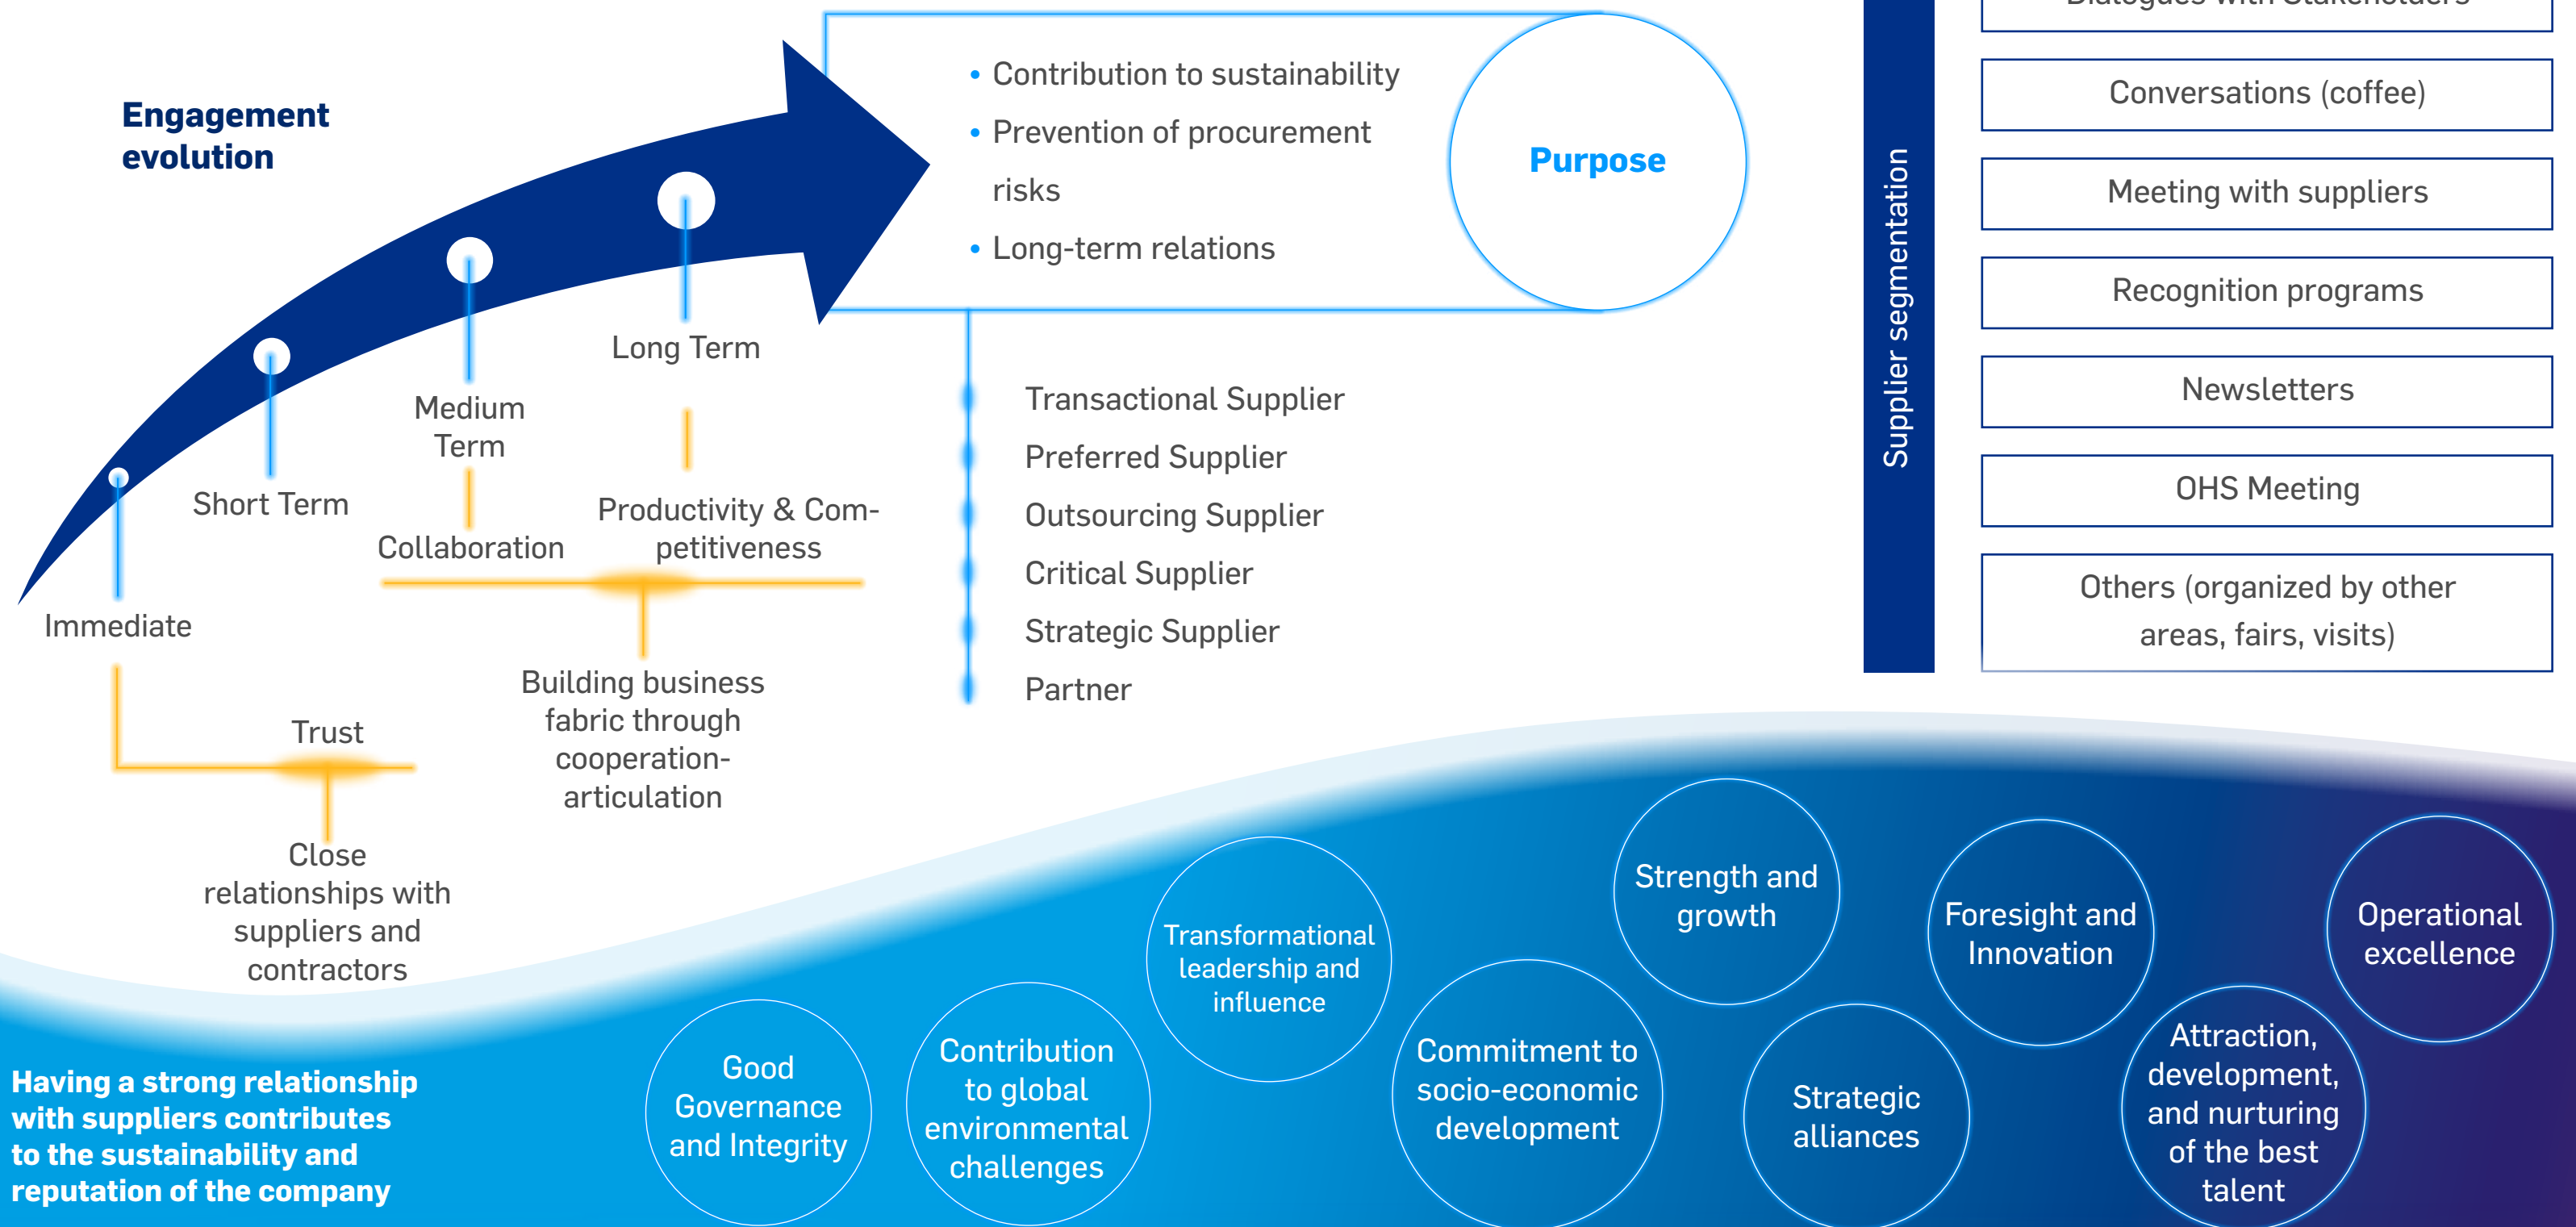 Engagement
evolution
• Contribution to sustainability
• Prevention of procurement
risks
• Long-term relations
Purpose
Immediate
Short Term
Medium
Term
Long Term
Trust
Close
relationships with
suppliers and
contractors
Collaboration
Productivity & Com-
petitiveness
Building business
fabric through
cooperation-
articulation
Transactional Supplier
Preferred Supplier
Outsourcing Supplier
Critical Supplier
Strategic Supplier
Partner
Supplier segmentation
Dialogues with Stakeholders
Conversations (coffee)
Meeting with suppliers
Recognition programs
Newsletters
OHS Meeting
Others (organized by other
areas, fairs, visits)
Having a strong relationship
with suppliers contributes
to the sustainability and
reputation of the company
Good
Governance
and Integrity
Contribution
to global
environmental
challenges
Transformational
leadership and
influence
Commitment to
socio-economic
development
Strength and
growth
Strategic
alliances
Foresight and
Innovation
Attraction,
development,
and nurturing
of the best
talent
Operational
excellence